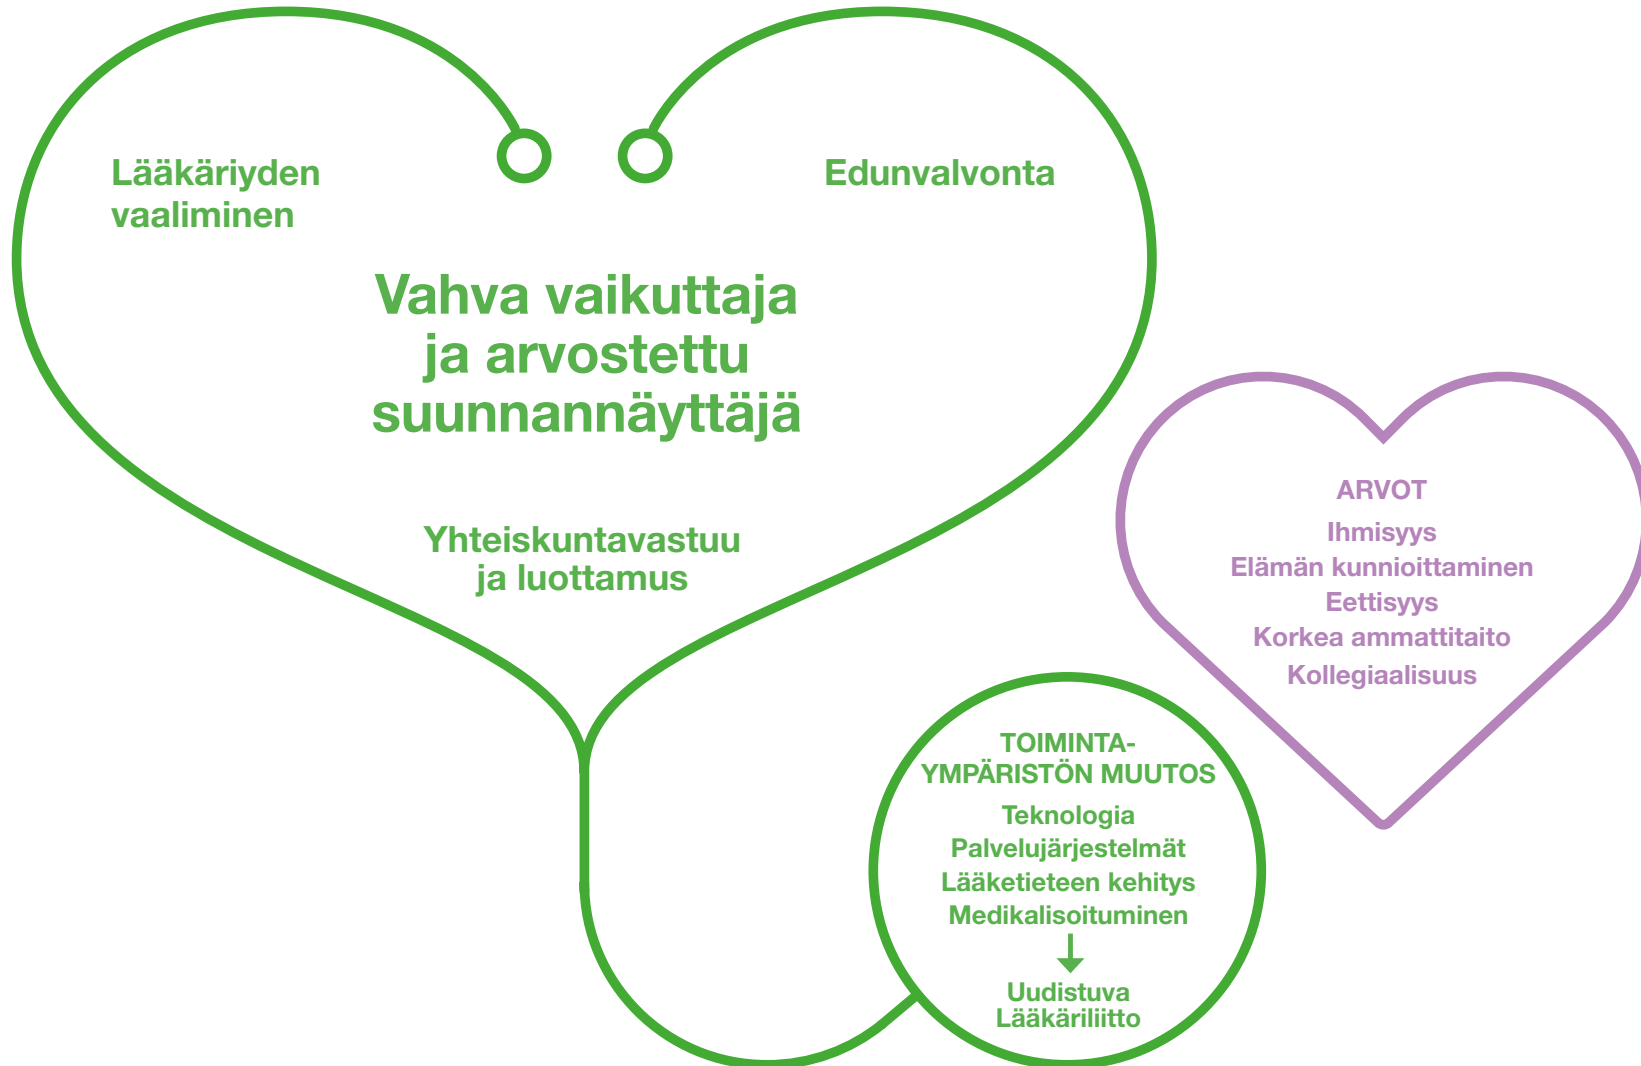 Lääkäriyden
vaaliminen
Edunvalvonta
Vahva vaikuttaja
ja arvostettu
suunnannäyttäjä
Yhteiskuntavastuu
ja luottamus
ARVOT
Ihmisyys
Elämän kunnioittaminen
Eettisyys
Korkea ammattitaito
Kollegiaalisuus
TOIMINTA-
YMPÄRISTÖN MUUTOS
Teknologia
Palvelujärjestelmät
Lääketieteen kehitys
Medikalisoituminen
Uudistuva
Lääkäriliitto